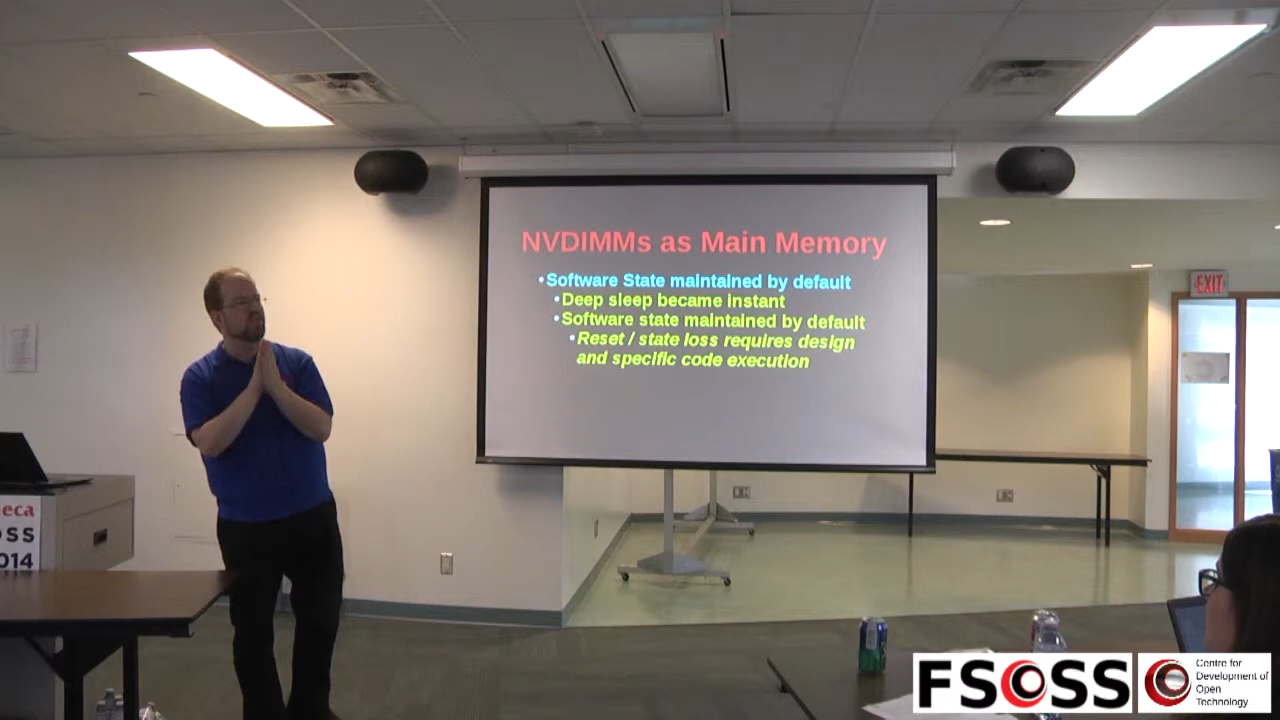 NVDIMMs as Main Memory
•Software State maintained by default
•Deep sleep became instant
•Software state maintained by default
•Reset / state loss requires design
and specific code execution
EXIT
eca
OSS
014
FSOSS
Centre for
Development of
Open
Technology